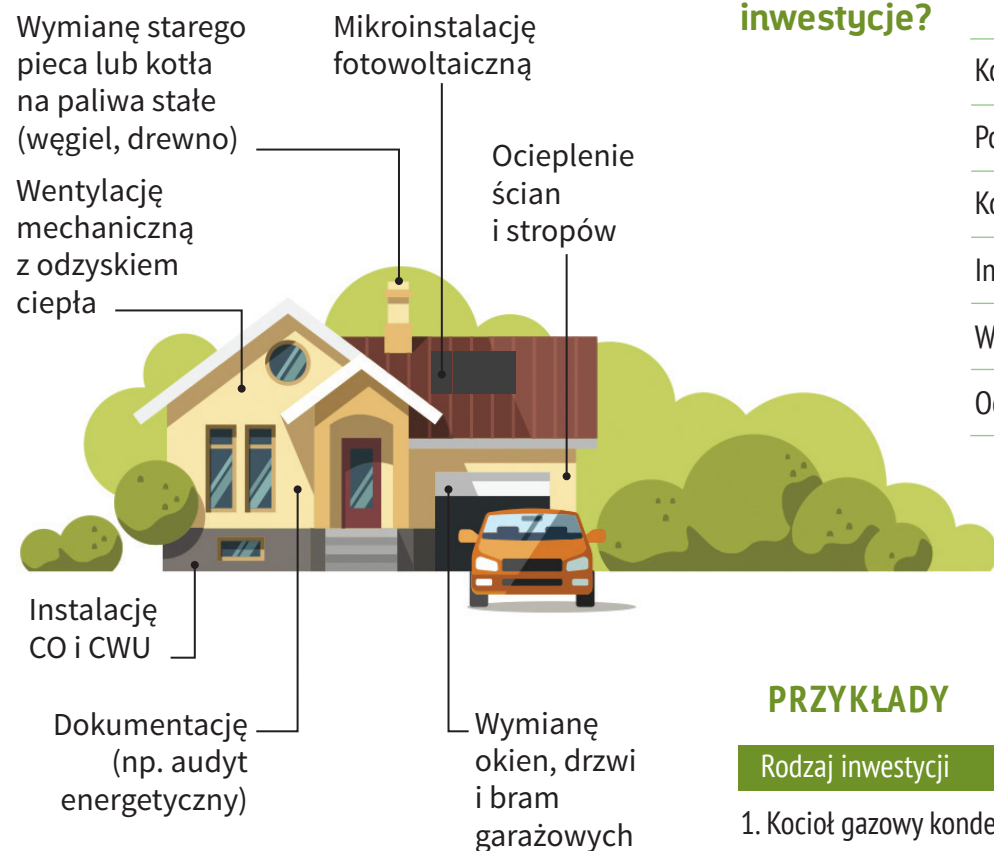 Wymianę starego
pieca lub kotła
na paliwa stałe
(węgiel, drewno)
Mikroinstalację
fotowoltaiczną
Wentylację
mechaniczną
z odzyskiem
ciepła
Ocieplenie
ścian
i stropów
Instalację
CO i CWU
Dokumentację
(np. audyt
energetyczny)
Wymianę
okien, drzwi
i bram
garażowych
inwestycje?
PRZYKŁADY
Rodzaj inwestycji
1. Kocioł gazowy